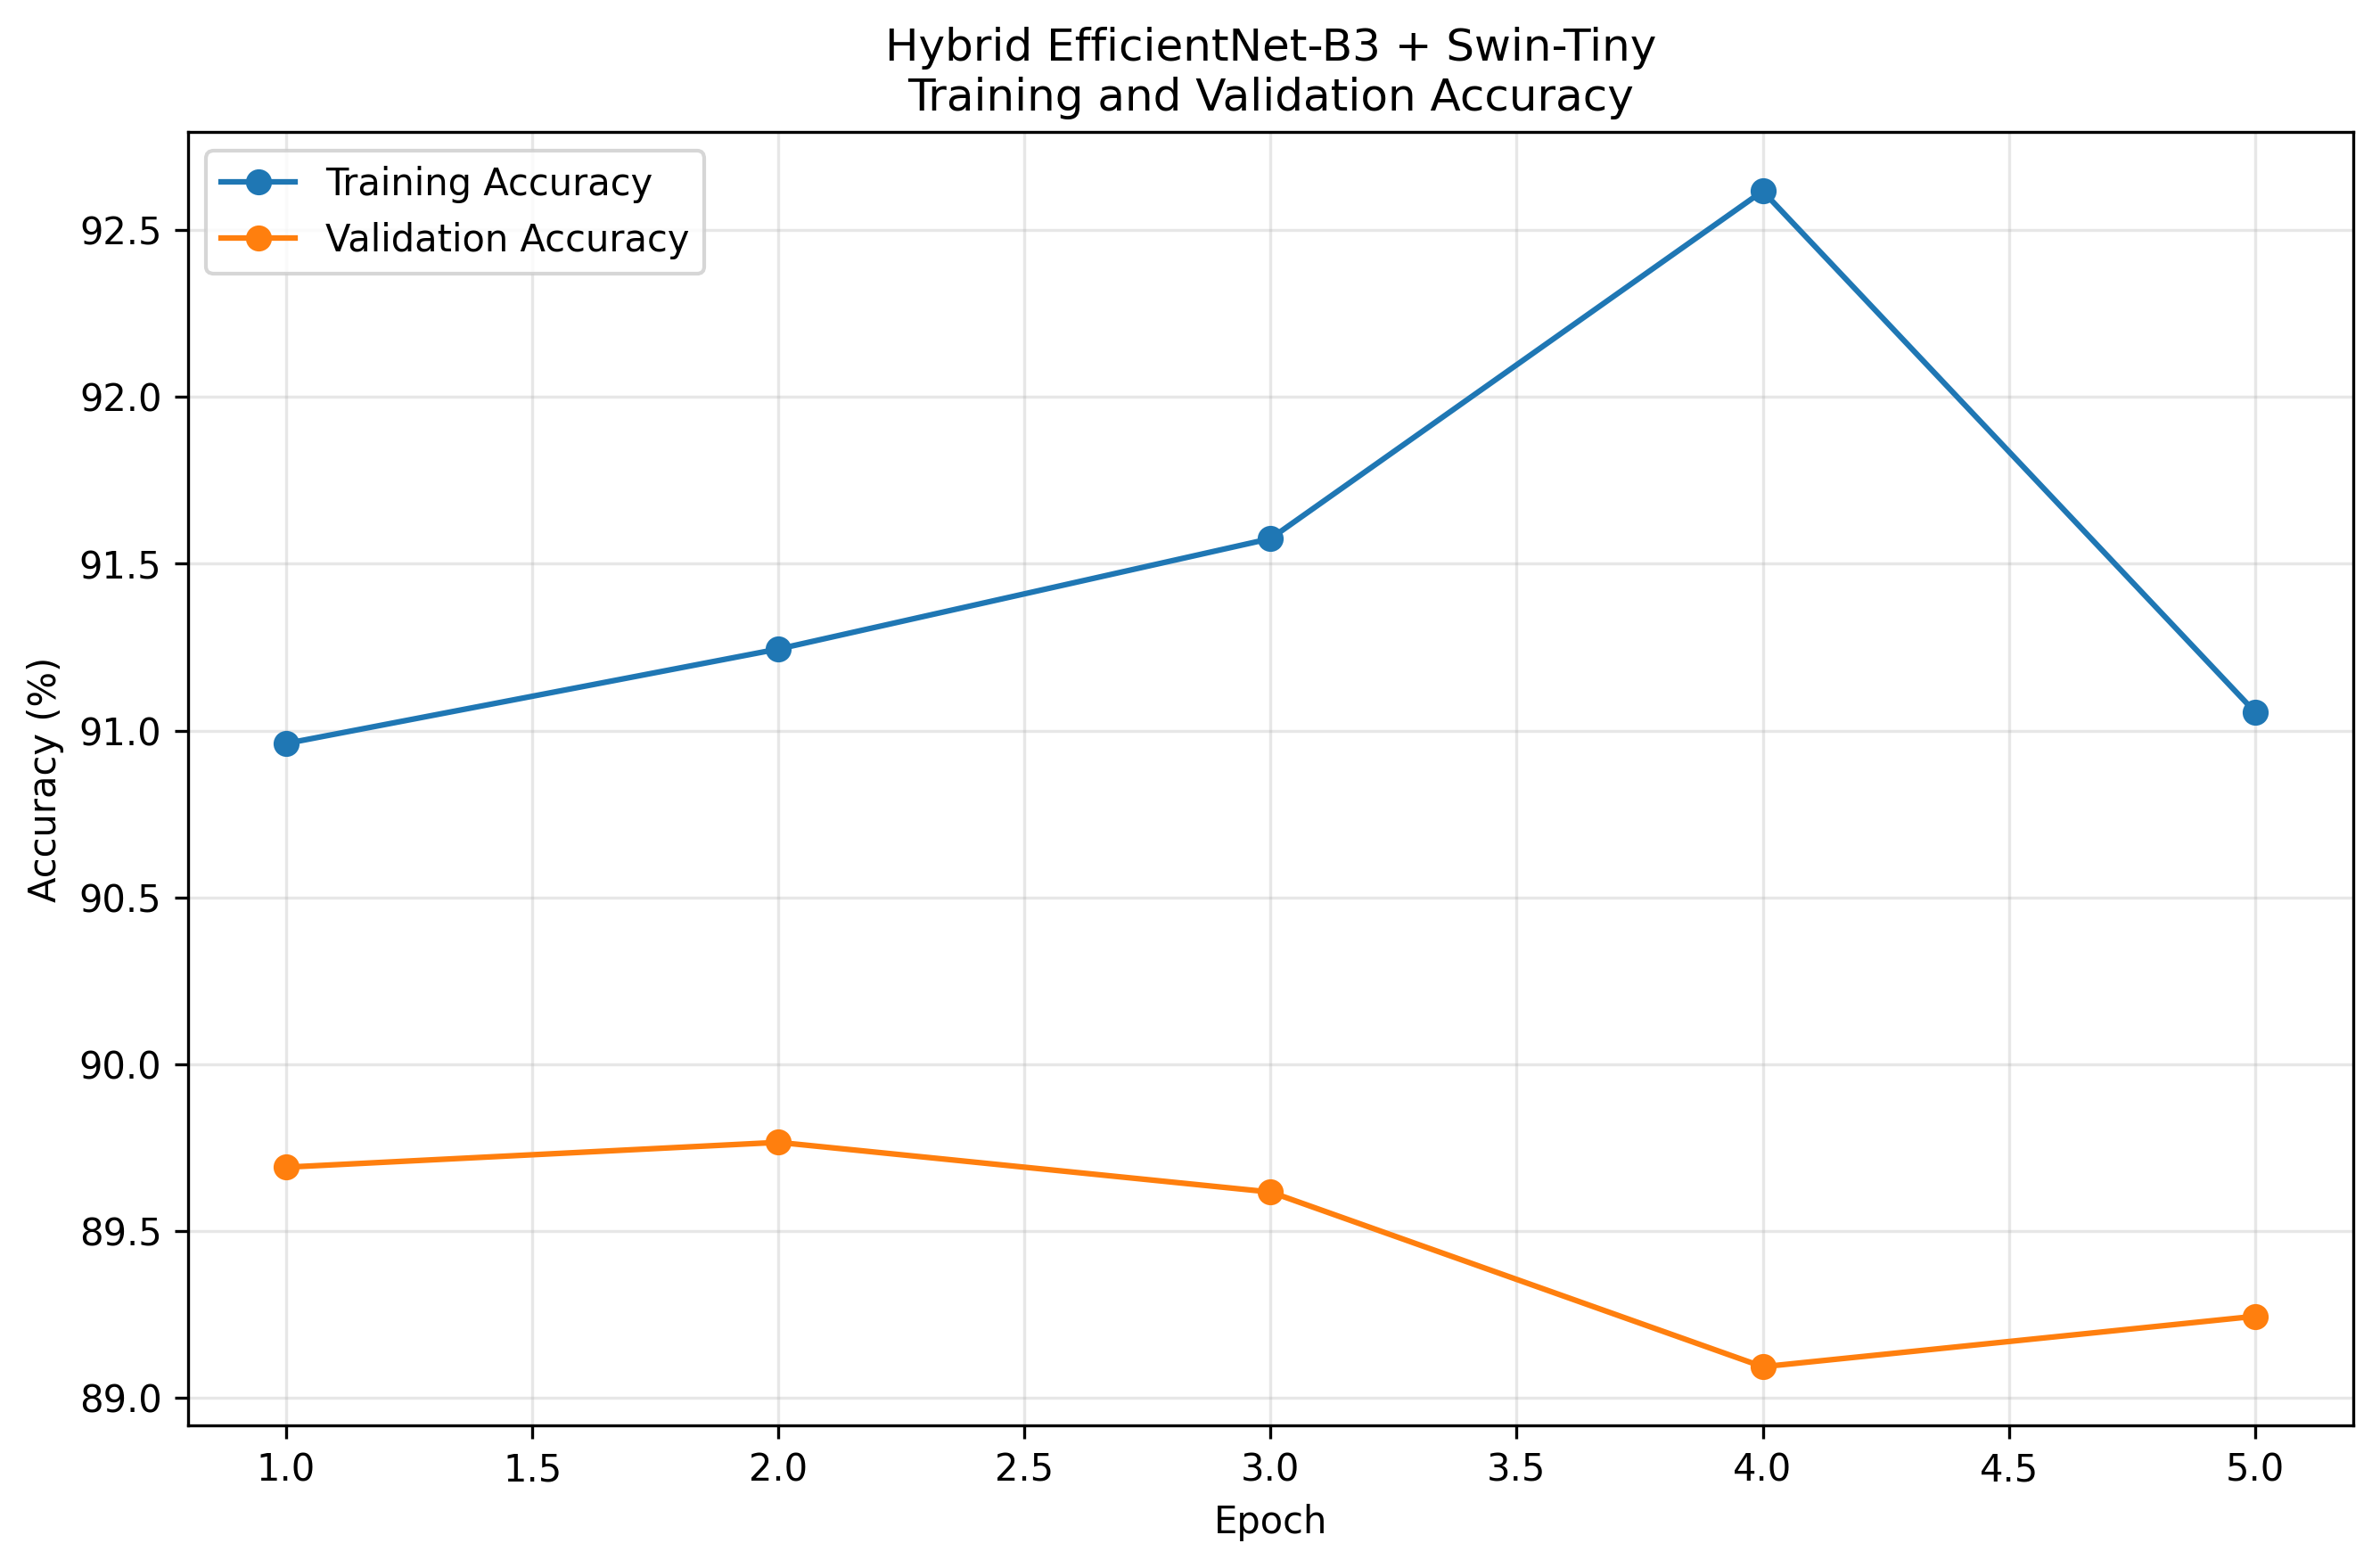 Hybrid EfficientNet-B3 + Swin-Tiny
Training and Validation Accuracy
Training Accuracy
Validation Accuracy
Accuracy (%)
92.5
92.0
91.5
91.0
90.5
90.0
89.5
89.0
1.0 1.5 2.0 2.5 3.0 3.5 4.0 4.5 5.0
Epoch